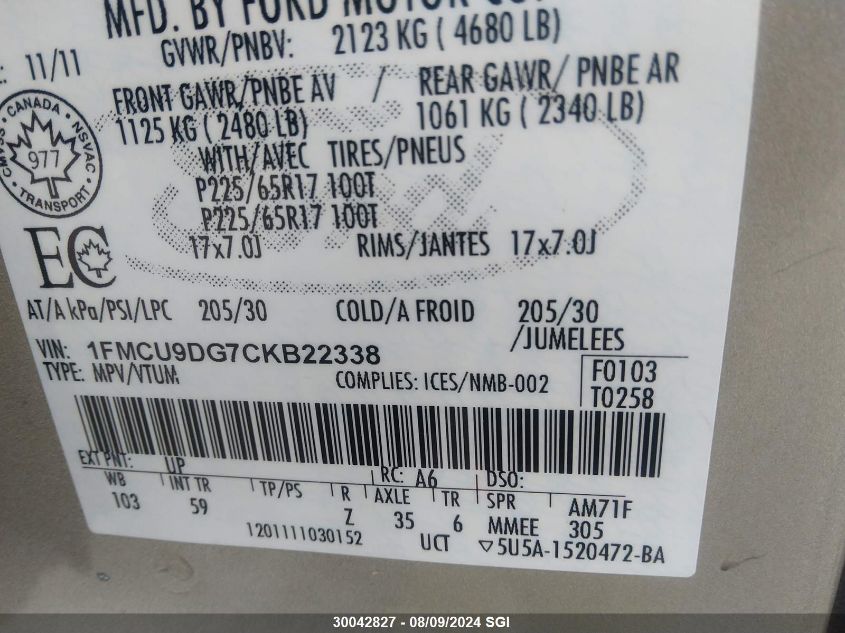 MFD. BY FORD MOTOR CO.
11/11
GVWR/PNBV: 2123 KG ( 4680 LB)
FRONT GAWR/PNBE AV / REAR GAWR/ PNBE AR
1125 KG ( 2480 LB) 1061 KG ( 2340 LB)
WITH/AVEC TIRES/PNEUS
P225/65R17 100T
P225/65R17 100T
17x7.0J RIMS/JANTES 17x7.0J
CANADA
CMVSS NSVAC
977
TRANSPORT
EC
AT/A kPa/PSI/LPC 205/30 COLD/A FROID 205/30
/JUMELEES
VIN: 1FMCU9DG7CKB22338
TYPE: MPV/VTUM COMPLIES: ICES/NMB-002
F0103
T0258
EXT PNT: UP RC: A6 DSO:
WB INT TR TP/PS R AXLE TR SPR AM71F
103 59 Z 35 6 MMEE 305
1201111030152 UCT ▽5U5A-1520472-BA
30042827 - 08/09/2024 SGI